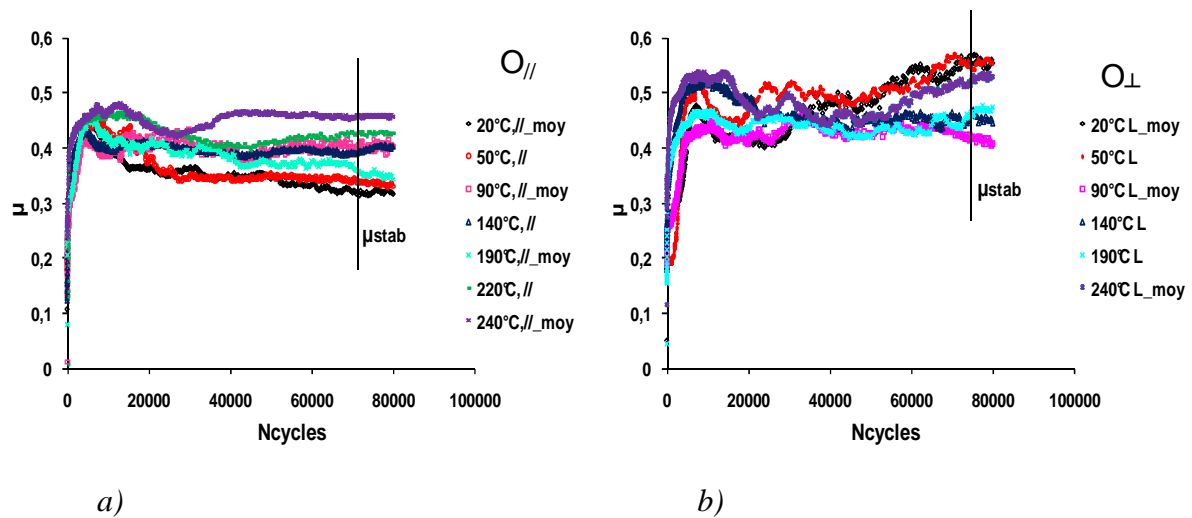 0,6
0,5
0,4
0,3
0,2
0,1
0
µ
0 20000 40000 60000 80000 100000
Ncycles
O//
µstab
20°C,//_moy
50°C,//
90°C,//_moy
140°C,//
190°C,//_moy
220°C,//
240°C,//_moy
a)
0,6
0,5
0,4
0,3
0,2
0,1
0
µ
0 20000 40000 60000 80000 100000
Ncycles
O⊥
µstab
20°C L_moy
50°C L
90°C L_moy
140°C L
190°C L
240°C L_moy
b)